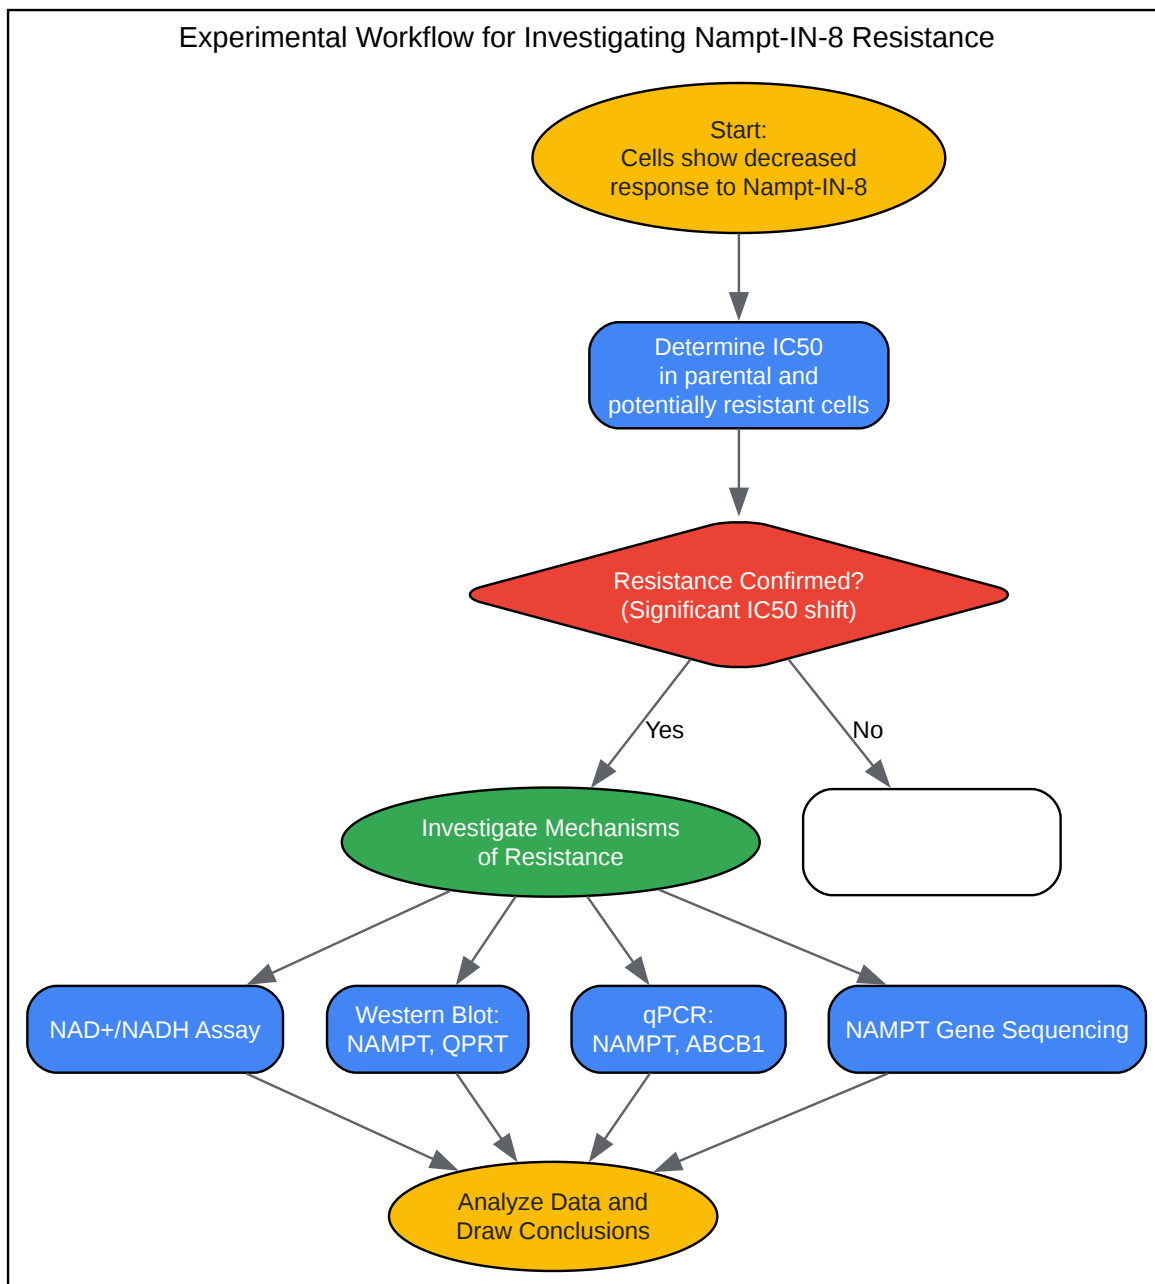 Experimental Workflow for Investigating Nampt-IN-8 Resistance
Start:
Cells show decreased
response to Nampt-IN-8
Determine IC50
in parental and
potentially resistant cells
Resistance Confirmed?
(Significant IC50 shift)
Yes
No
Investigate Mechanisms
of Resistance
NAD+/NADH Assay
Western Blot:
NAMPT, QPRT
qPCR:
NAMPT, ABCB1
NAMPT Gene Sequencing
Analyze Data and
Draw Conclusions